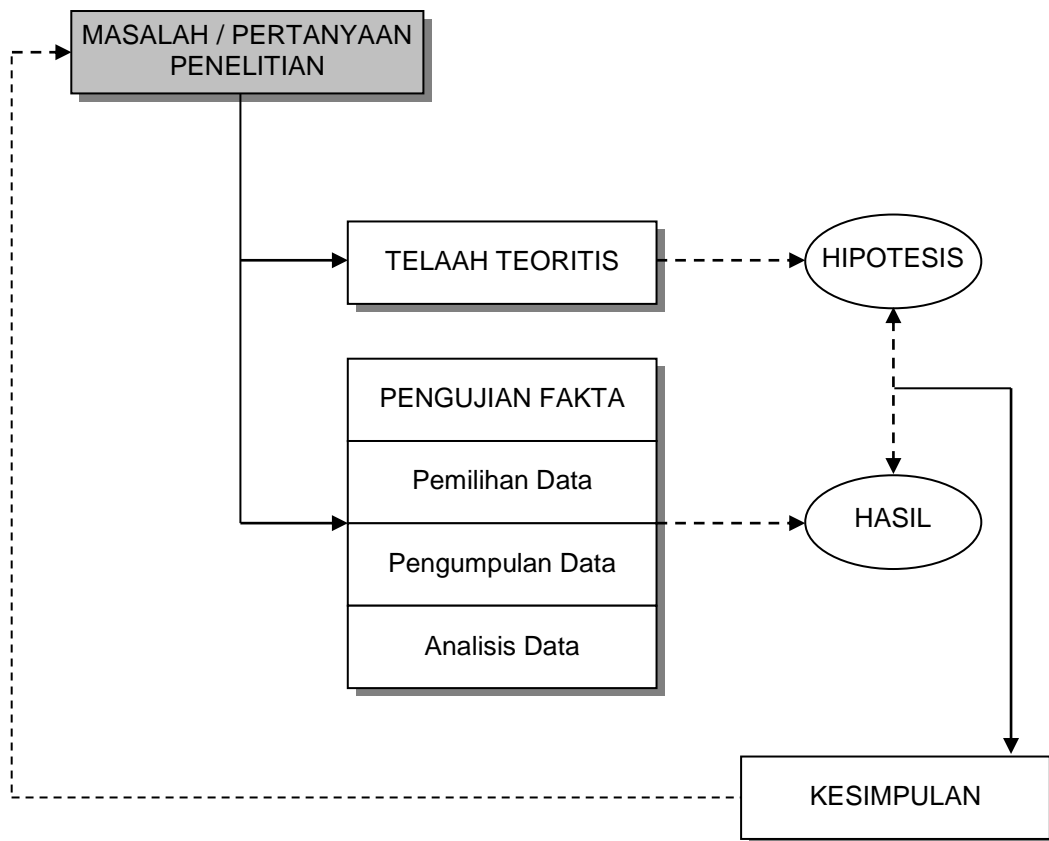 MASALAH / PERTANYAAN
PENELITIAN
TELAAH TEORITIS
HIPOTESIS
PENGUJIAN FAKTA
Pemilihan Data
HASIL
Pengumpulan Data
Analisis Data
KESIMPULAN